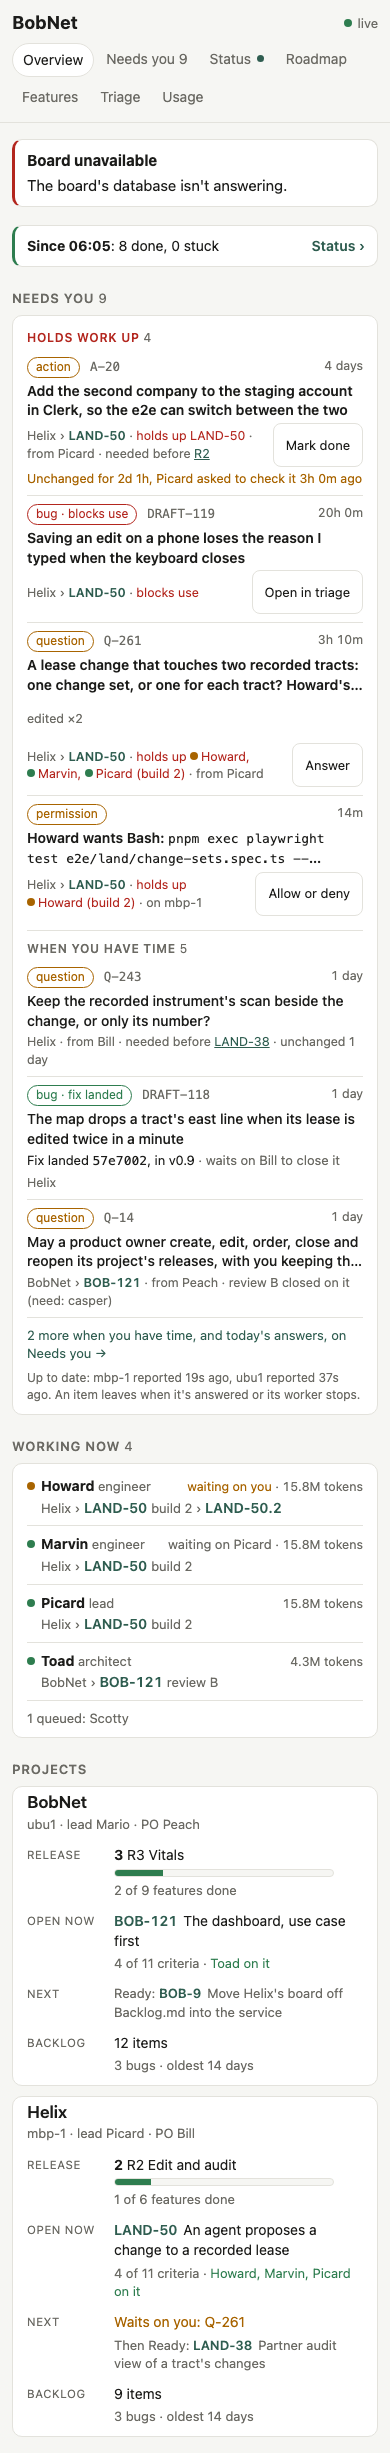 BobNet
live
Overview
Needs you 9
Status
Roadmap
Features
Triage
Usage
Board unavailable
The board's database isn't answering.
Since 06:05: 8 done, 0 stuck
Status ›
NEEDS YOU 9
HOLDS WORK UP 4
action A-20 4 days
Add the second company to the staging account
in Clerk, so the e2e can switch between the two
Helix › LAND-50 · holds up LAND-50 ·
from Picard · needed before R2
Mark done
Unchanged for 2d 1h, Picard asked to check it 3h 0m ago
bug · blocks use DRAFT-119 20h 0m
Saving an edit on a phone loses the reason I
typed when the keyboard closes
Helix › LAND-50 · blocks use
Open in triage
question Q-261 3h 10m
A lease change that touches two recorded tracts:
one change set, or one for each tract? Howard's...
edited ×2
Helix › LAND-50 · holds up Howard,
Marvin, Picard (build 2) · from Picard
Answer
permission 14m
Howard wants Bash: pnpm exec playwright
test e2e/land/change-sets.spec.ts --...
Helix › LAND-50 · holds up
Howard (build 2) · on mbp-1
Allow or deny
WHEN YOU HAVE TIME 5
question Q-243 1 day
Keep the recorded instrument's scan beside the
change, or only its number?
Helix · from Bill · needed before LAND-38 · unchanged 1
day
bug · fix landed DRAFT-118 1 day
The map drops a tract's east line when its lease is
edited twice in a minute
Fix landed 57e7002, in v0.9 · waits on Bill to close it
Helix
question Q-14 1 day
May a product owner create, edit, order, close and
reopen its project's releases, with you keeping th...
BobNet › BOB-121 · from Peach · review B closed on it
(need: casper)
2 more when you have time, and today's answers, on
Needs you →
Up to date: mbp-1 reported 19s ago, ubu1 reported 37s
ago. An item leaves when it's answered or its worker stops.
WORKING NOW 4
Howard engineer waiting on you · 15.8M tokens
Helix › LAND-50 build 2 › LAND-50.2
Marvin engineer waiting on Picard · 15.8M tokens
Helix › LAND-50 build 2
Picard lead 15.8M tokens
Helix › LAND-50 build 2
Toad architect 4.3M tokens
BobNet › BOB-121 review B
1 queued: Scotty
PROJECTS
BobNet
ubu1 · lead Mario · PO Peach
RELEASE 3 R3 Vitals
2 of 9 features done
OPEN NOW BOB-121 The dashboard, use case
first
4 of 11 criteria · Toad on it
NEXT Ready: BOB-9 Move Helix's board off
Backlog.md into the service
BACKLOG 12 items
3 bugs · oldest 14 days
Helix
mbp-1 · lead Picard · PO Bill
RELEASE 2 R2 Edit and audit
1 of 6 features done
OPEN NOW LAND-50 An agent proposes a
change to a recorded lease
4 of 11 criteria · Howard, Marvin, Picard
on it
NEXT Waits on you: Q-261
Then Ready: LAND-38 Partner audit
view of a tract's changes
BACKLOG 9 items
3 bugs · oldest 14 days